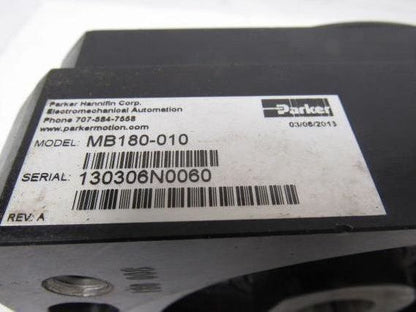 Parker Hannifin Corp.
Electromechanical Automation
Phone 707-584-7558
www.parkermotion.com
Parker
03/06/2013
MODEL: MB180-010
SERIAL: 130306N0060
REV: A